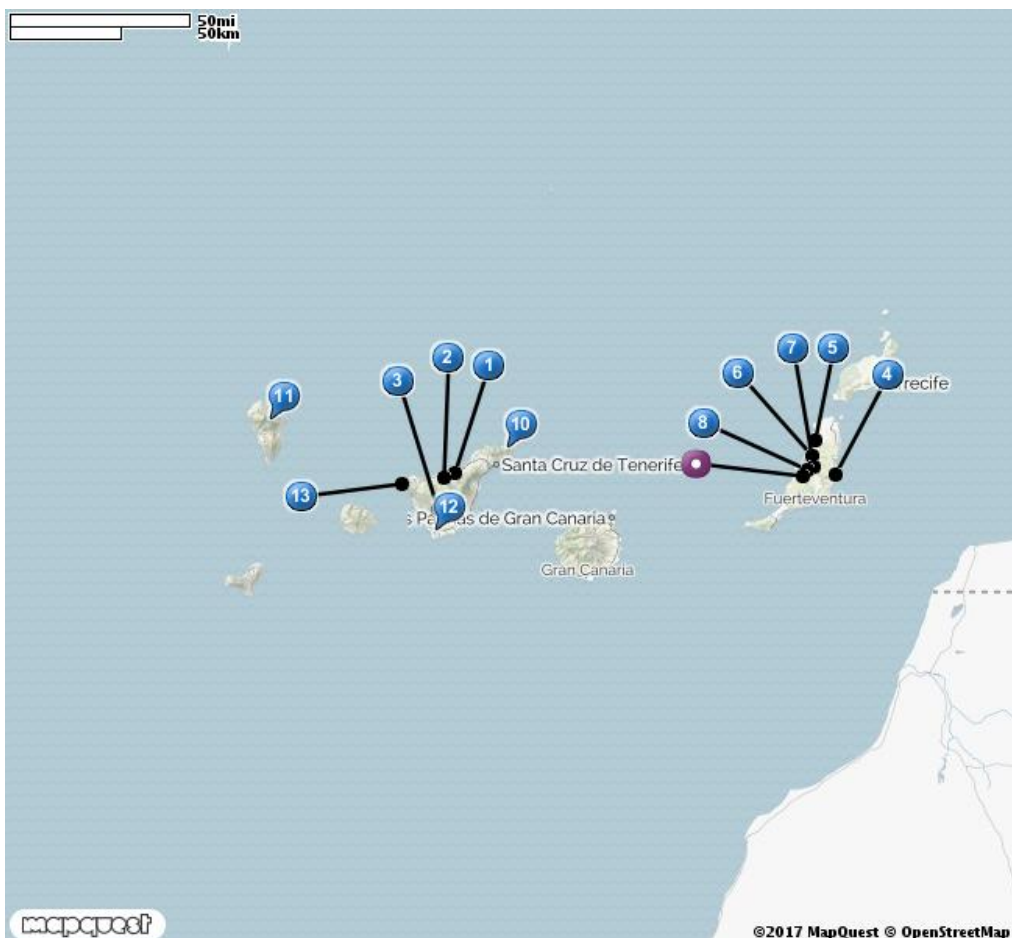 50mi
50km
2
1
7
5
3
6
4
recife
11
8
10
Santa Cruz de Tenerife
13
12
Fuerteventura
s Palmas de Gran Canaria
Gran Canaria
mapquest
©2017 MapQuest © OpenStreetMap